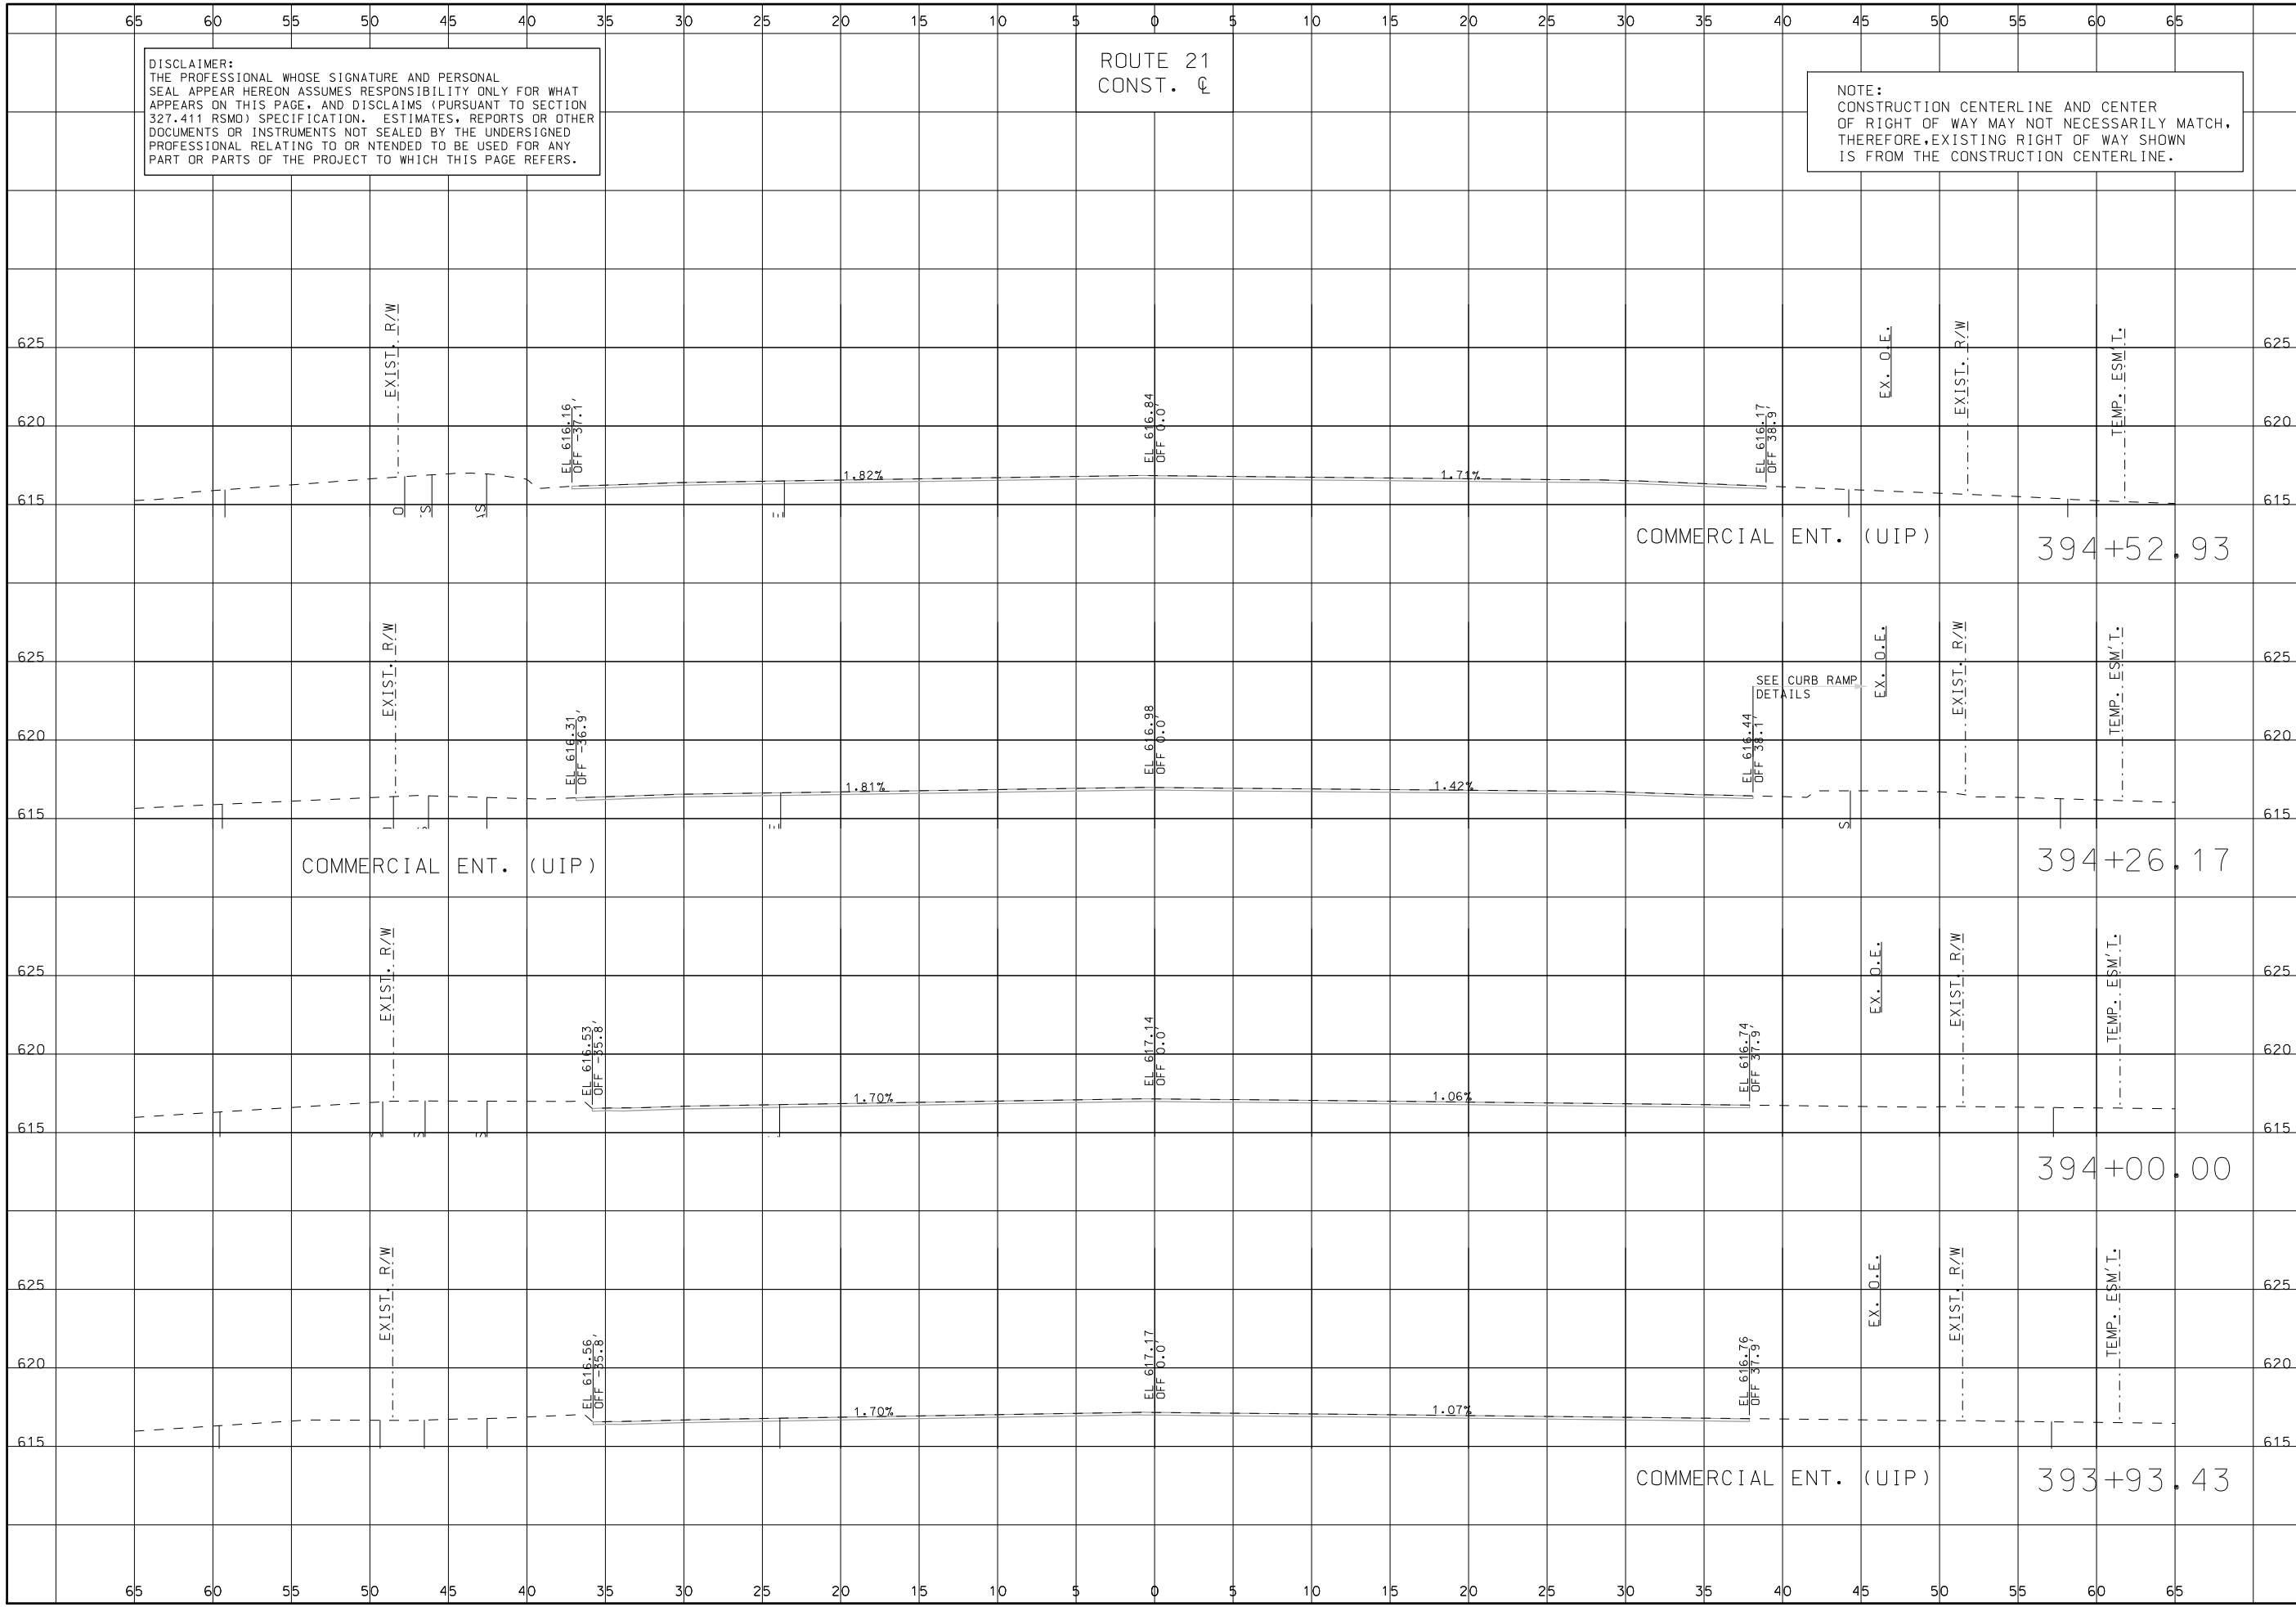 65 60 55 50 45 40 35 30 25 20 15 10 5 0 5 10 15 20 25 30 35 40 45 50 55 60 65
DISCLAIMER:
THE PROFESSIONAL WHOSE SIGNATURE AND PERSONAL
SEAL APPEAR HEREON ASSUMES RESPONSIBILITY ONLY FOR WHAT
APPEARS ON THIS PAGE, AND DISCLAIMS (PURSUANT TO SECTION
327.411 RSMO) SPECIFICATION. ESTIMATES, REPORTS OR OTHER
DOCUMENTS OR INSTRUMENTS NOT SEALED BY THE UNDERSIGNED
PROFESSIONAL RELATING TO OR NTENDED TO BE USED FOR ANY
PART OR PARTS OF THE PROJECT TO WHICH THIS PAGE REFERS.
ROUTE 21
CONST. ℄
NOTE:
CONSTRUCTION CENTERLINE AND CENTER
OF RIGHT OF WAY MAY NOT NECESSARILY MATCH,
THEREFORE,EXISTING RIGHT OF WAY SHOWN
IS FROM THE CONSTRUCTION CENTERLINE.
625 625
620 620
615 615
EXIST. R/W
EL 616.16
OFF -37.1'
1.82%
EL 616.84
OFF 0.0'
1.71%
EL 616.17
OFF 38.9'
EX. O.E.
EXIST. R/W
TEMP. ESM'T.
COMMERCIAL ENT. (UIP)
394+52.93
625 625
620 620
615 615
EXIST. R/W
EL 616.31
OFF -36.9'
1.81%
EL 616.98
OFF 0.0'
1.42%
EL 616.44
OFF 38.1'
SEE CURB RAMP
DETAILS
EX. O.E.
EXIST. R/W
TEMP. ESM'T.
S
COMMERCIAL ENT. (UIP)
394+26.17
625 625
620 620
615 615
EXIST. R/W
EL 616.53
OFF -35.8'
1.70%
EL 617.14
OFF 0.0'
1.06%
EL 616.74
OFF 37.9'
EX. O.E.
EXIST. R/W
TEMP. ESM'T.
394+00.00
625 625
620 620
615 615
EXIST. R/W
EL 616.56
OFF -35.8'
1.70%
EL 617.17
OFF 0.0'
1.07%
EL 616.76
OFF 37.9'
EX. O.E.
EXIST. R/W
TEMP. ESM'T.
COMMERCIAL ENT. (UIP)
393+93.43
65 60 55 50 45 40 35 30 25 20 15 10 5 0 5 10 15 20 25 30 35 40 45 50 55 60 65